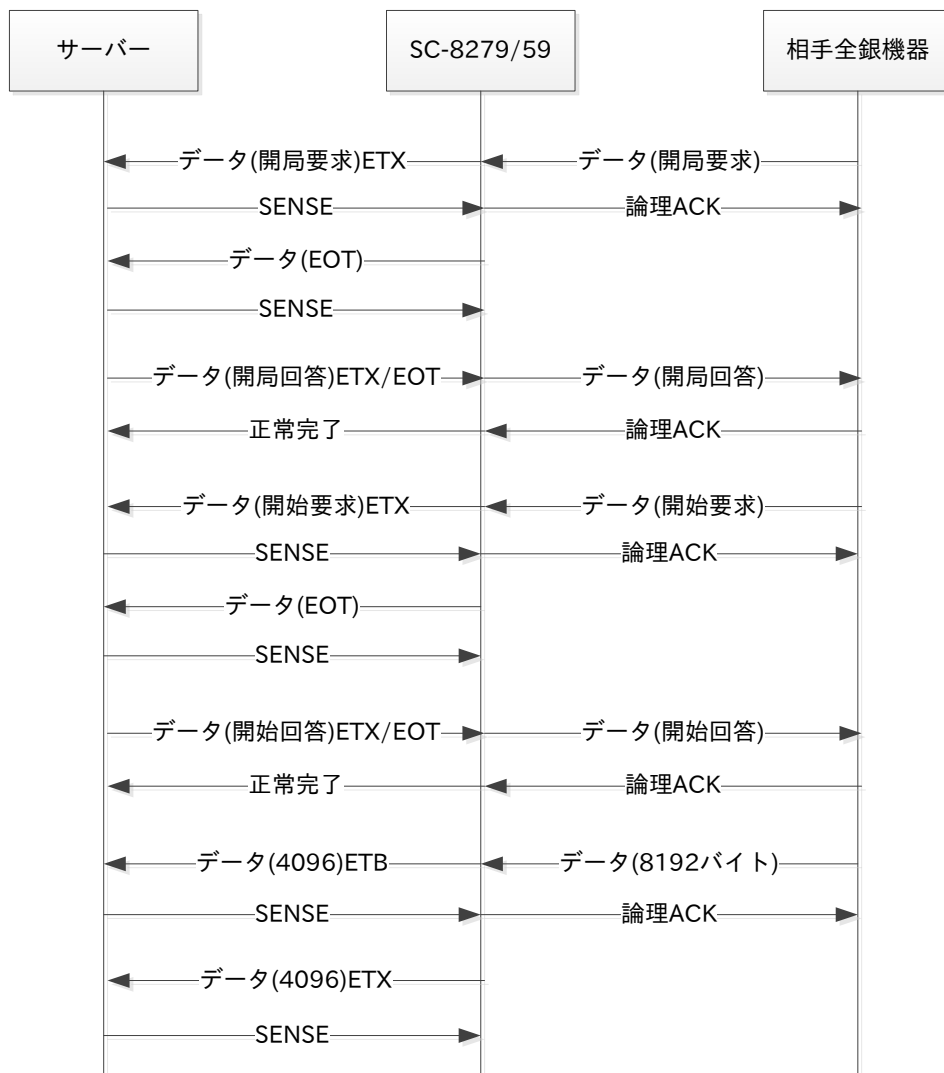 サーバー
SC-8279/59
相手全銀機器
データ(開局要求)ETX
データ(開局要求)
SENSE
論理ACK
データ(EOT)
SENSE
データ(開局回答)ETX/EOT
データ(開局回答)
正常完了
論理ACK
データ(開始要求)ETX
データ(開始要求)
SENSE
論理ACK
データ(EOT)
SENSE
データ(開始回答)ETX/EOT
データ(開始回答)
正常完了
論理ACK
データ(4096)ETB
データ(8192バイト)
SENSE
論理ACK
データ(4096)ETX
SENSE